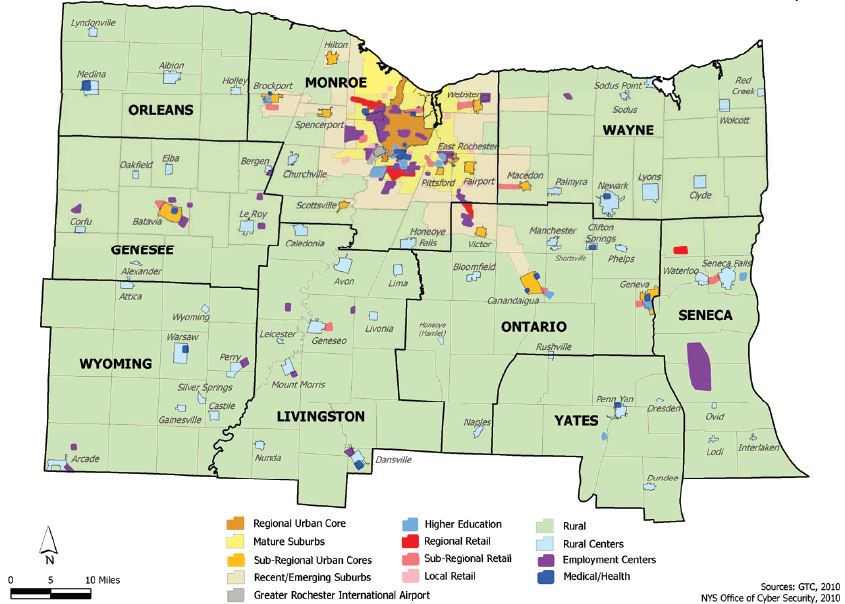 Lyndonville
Hilton
Albion
Medina
Holley
Brockport
MONROE
ORLEANS
Spencerport
Webster
Sodus Point
Sodus
Red
Creek
Wolcott
WAYNE
East Rochester
Oakfield
Elba
Bergen
Churchville
Pittsford
Fairport
Macedon
Palmyra
Newark
Lyons
Clyde
Corfu
Batavia
Le Roy
Scottsville
GENESEE
Caledonia
Honeoye
Falls
Victor
Manchester
Clifton
Springs
Shortsville
Phelps
Alexander
Attica
Avon
Lima
Bloomfield
Canandaigua
Waterloo
Seneca Falls
Geneva
Wyoming
Warsaw
Leicester
Geneseo
Livonia
Honeoye
(Hamlet)
ONTARIO
SENECA
Rushville
WYOMING
Perry
Mount Morris
Silver Springs
Castile
Gainesville
LIVINGSTON
Naples
YATES
Penn Yan
Dresden
Ovid
Lodi
Interlaken
Arcade
Nunda
Dansville
Dundee
Regional Urban Core
Mature Suburbs
Sub-Regional Urban Cores
Recent/Emerging Suburbs
Greater Rochester International Airport
Higher Education
Regional Retail
Sub-Regional Retail
Local Retail
Rural
Rural Centers
Employment Centers
Medical/Health
N
0 5 10 Miles
Sources: GTC, 2010
NYS Office of Cyber Security, 2010